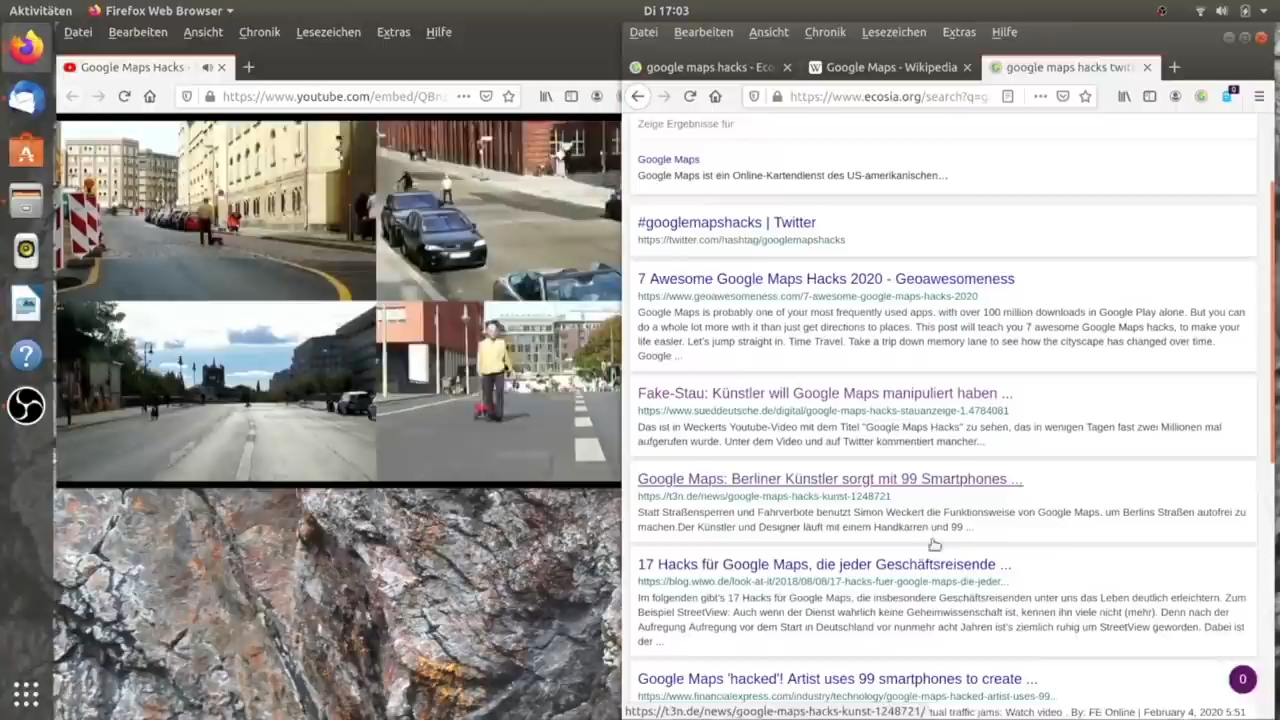 Aktivitäten
Firefox Web Browser
Di 17:03
Datei Bearbeiten Ansicht Chronik Lesezeichen Extras Hilfe
Google Maps Hacks -
https://www.youtube.com/embed/QBn
Datei Bearbeiten Ansicht Chronik Lesezeichen Extras Hilfe
google maps hacks - Eco
Google Maps - Wikipedia
google maps hacks twit
https://www.ecosia.org/search?q=g
0
Zeige Ergebnisse für
Google Maps
Google Maps ist ein Online-Kartendienst des US-amerikanischen…
#googlemapshacks | Twitter
https://twitter.com/hashtag/googlemapshacks
7 Awesome Google Maps Hacks 2020 - Geoawesomeness
https://www.geoawesomeness.com/7-awesome-google-maps-hacks-2020
Google Maps is probably one of your most frequently used apps, with over 100 million downloads in Google Play alone. But you can
do a whole lot more with it than just get directions to places. This post will teach you 7 awesome Google Maps hacks, to make your
life easier. Let's jump straight in. Time Travel. Take a trip down memory lane to see how the cityscape has changed over time.
Google ...
Fake-Stau: Künstler will Google Maps manipuliert haben ...
https://www.sueddeutsche.de/digital/google-maps-hacks-stauanzeige-1.4784081
Das ist in Weckerts Youtube-Video mit dem Titel "Google Maps Hacks" zu sehen, das in wenigen Tagen fast zwei Millionen mal
aufgerufen wurde. Unter dem Video und auf Twitter kommentiert mancher...
Google Maps: Berliner Künstler sorgt mit 99 Smartphones ...
https://t3n.de/news/google-maps-hacks-kunst-1248721
Statt Straßensperren und Fahrverbote benutzt Simon Weckert die Funktionsweise von Google Maps, um Berlins Straßen autofrei zu
machen.Der Künstler und Designer läuft mit einem Handkarren und 99 ...
17 Hacks für Google Maps, die jeder Geschäftsreisende ...
https://blog.wiwo.de/look-at-it/2018/08/08/17-hacks-fuer-google-maps-die-jeder...
Im folgenden gibt's 17 Hacks für Google Maps, die insbesondere Geschäftsreisenden unter uns das Leben deutlich erleichtern. Zum
Beispiel StreetView: Auch wenn der Dienst wahrlich keine Geheimwissenschaft ist, kennen ihn viele nicht (mehr). Denn nach der
Aufregung Aufregung vor dem Start in Deutschland vor nunmehr acht Jahren ist's ziemlich ruhig um StreetView geworden. Dabei ist
der ...
Google Maps 'hacked'! Artist uses 99 smartphones to create ...
0
https://www.financialexpress.com/industry/technology/google-maps-hacked-artist-uses-99...
https://t3n.de/news/google-maps-hacks-kunst-1248721/
traffic jams: Watch video . By: FE Online | February 4, 2020 5:51